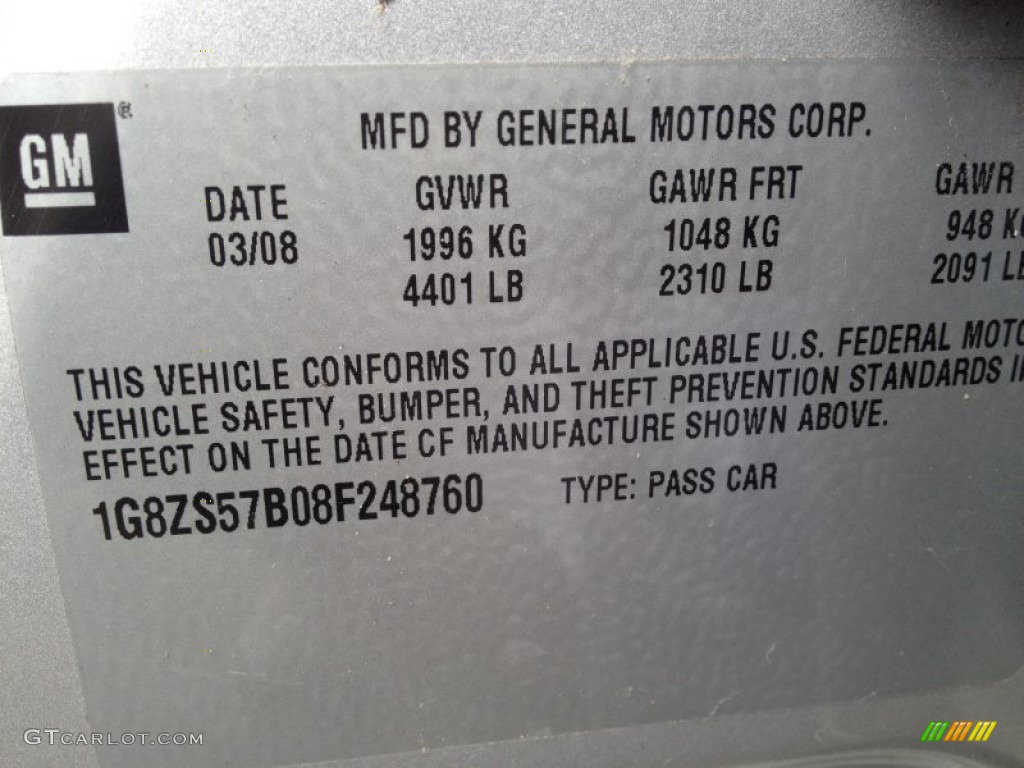 GM®
MFD BY GENERAL MOTORS CORP.
DATE GVWR GAWR FRT GAWR
03/08 1996 KG 1048 KG 948 KG
4401 LB 2310 LB 2091 LB
THIS VEHICLE CONFORMS TO ALL APPLICABLE U.S. FEDERAL MOTO
VEHICLE SAFETY, BUMPER, AND THEFT PREVENTION STANDARDS I
EFFECT ON THE DATE CF MANUFACTURE SHOWN ABOVE.
1G8ZS57B08F248760 TYPE: PASS CAR
GTCARLOT.COM